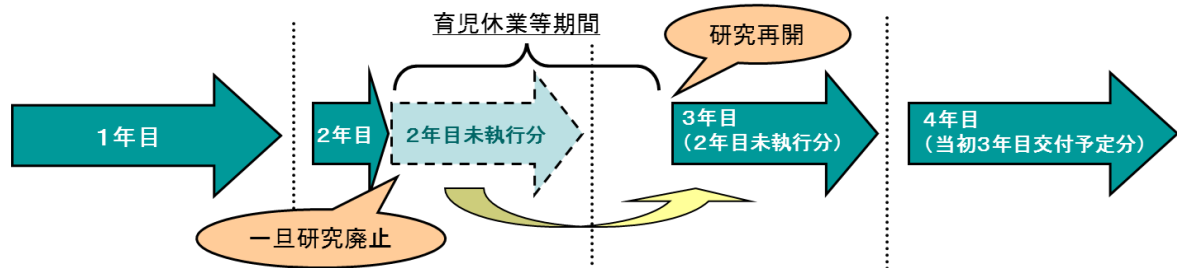 育児休業等期間
研究再開
1年目
2年目
2年目未執行分
3年目
（2年目未執行分）
4年目
（当初3年目交付予定分）
一旦研究廃止